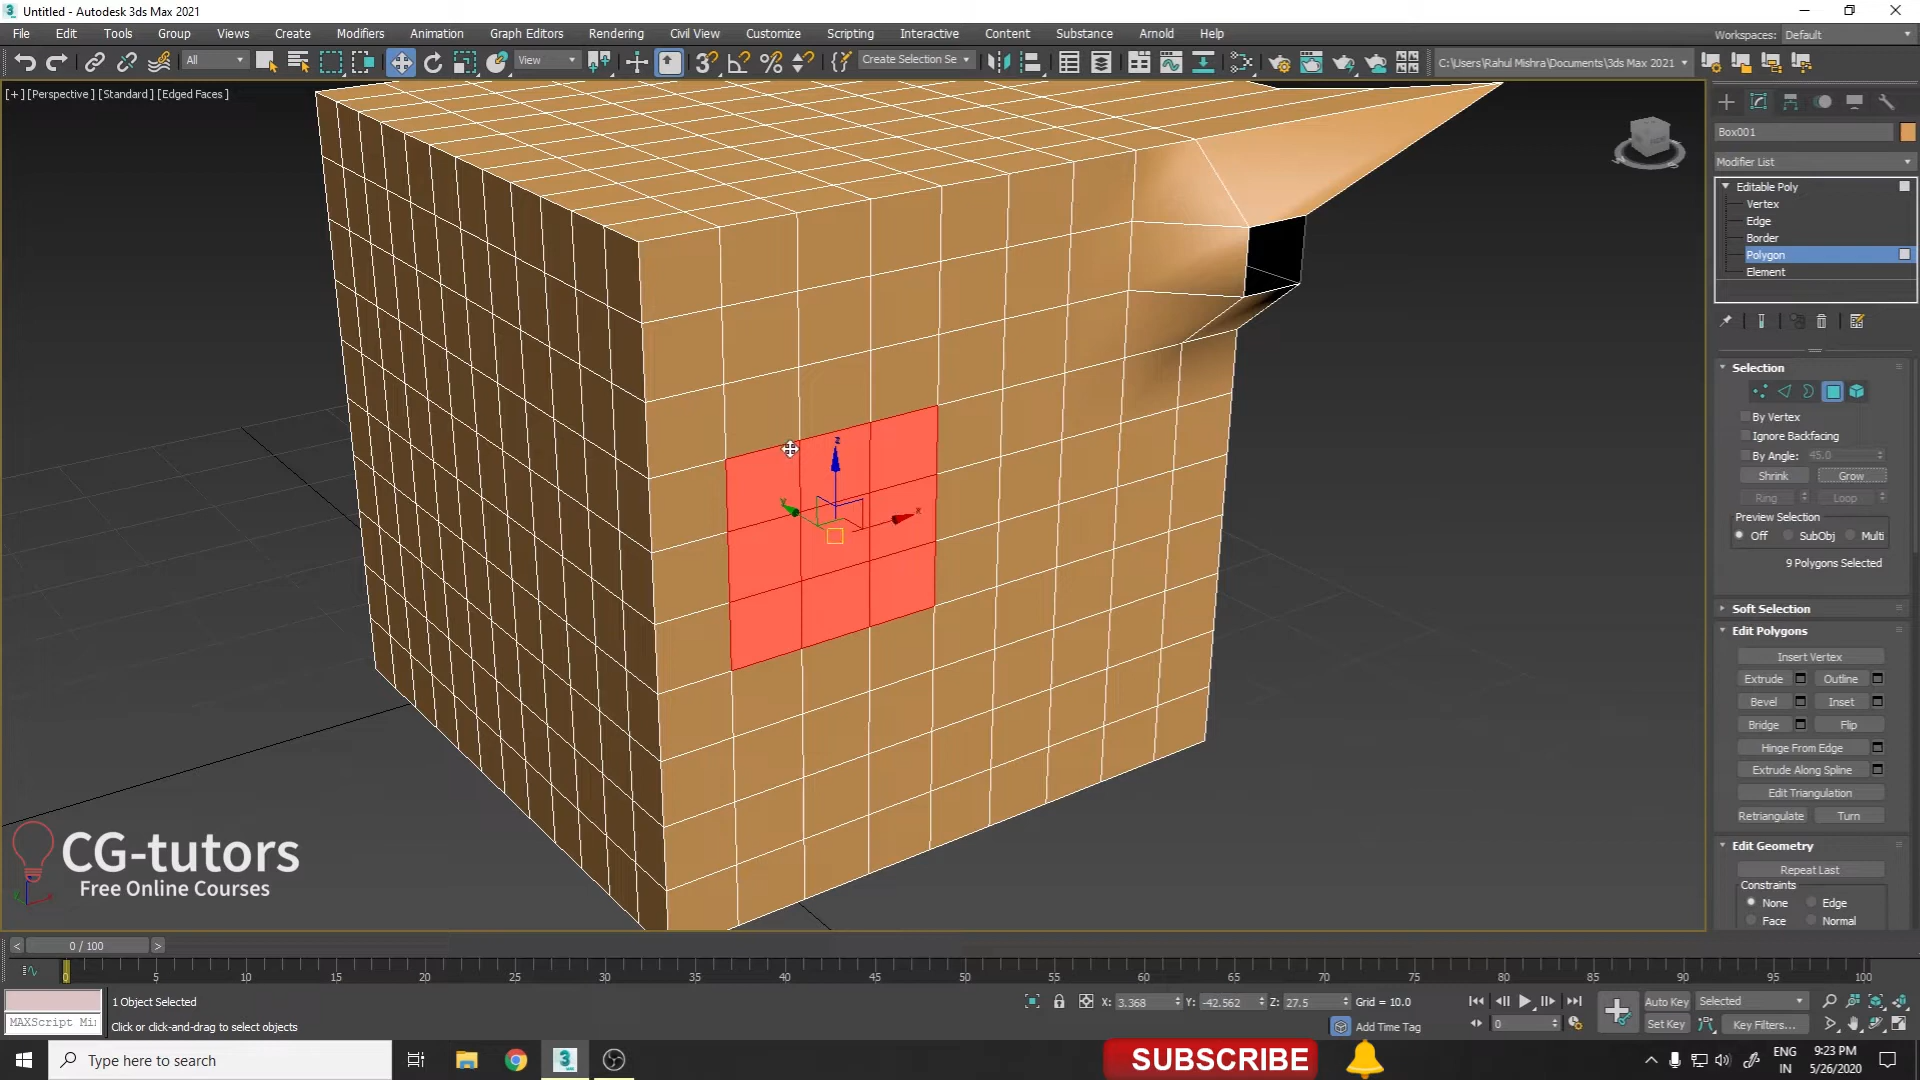 Untitled - Autodesk 3ds Max 2021
File Edit Tools Group Views Create Modifiers Animation Graph Editors Rendering Civil View Customize Scripting Interactive Content Substance Arnold Help
Workspaces: Default
All View Create Selection Se C:\Users\Rahul Mishra\Documents\3ds Max 2021
[+] [Perspective] [Standard] [Edged Faces]
Box001
Modifier List
Editable Poly
Vertex
Edge
Border
Polygon
Element
Selection
By Vertex
Ignore Backfacing
By Angle: 45.0
Shrink Grow
Ring Loop
Preview Selection
Off SubObj Multi
9 Polygons Selected
Soft Selection
Edit Polygons
Insert Vertex
Extrude Outline
Bevel Inset
Bridge Flip
Hinge From Edge
Extrude Along Spline
Edit Triangulation
Retriangulate Turn
Edit Geometry
Repeat Last
Constraints
None Edge
Face Normal
z
y
x
CG-tutors
Free Online Courses
< 0 / 100 >
0 5 10 15 20 25 30 35 40 45 50 55 60 65 70 75 80 85 90 95 100
1 Object Selected
X: 3.368 Y: -42.562 Z: 27.5 Grid = 10.0
Auto Key Selected
MAXScript Mi
Click or click-and-drag to select objects
Add Time Tag
0
Set Key Key Filters...
Type here to search
SUBSCRIBE
ENG
IN
9:23 PM
5/26/2020